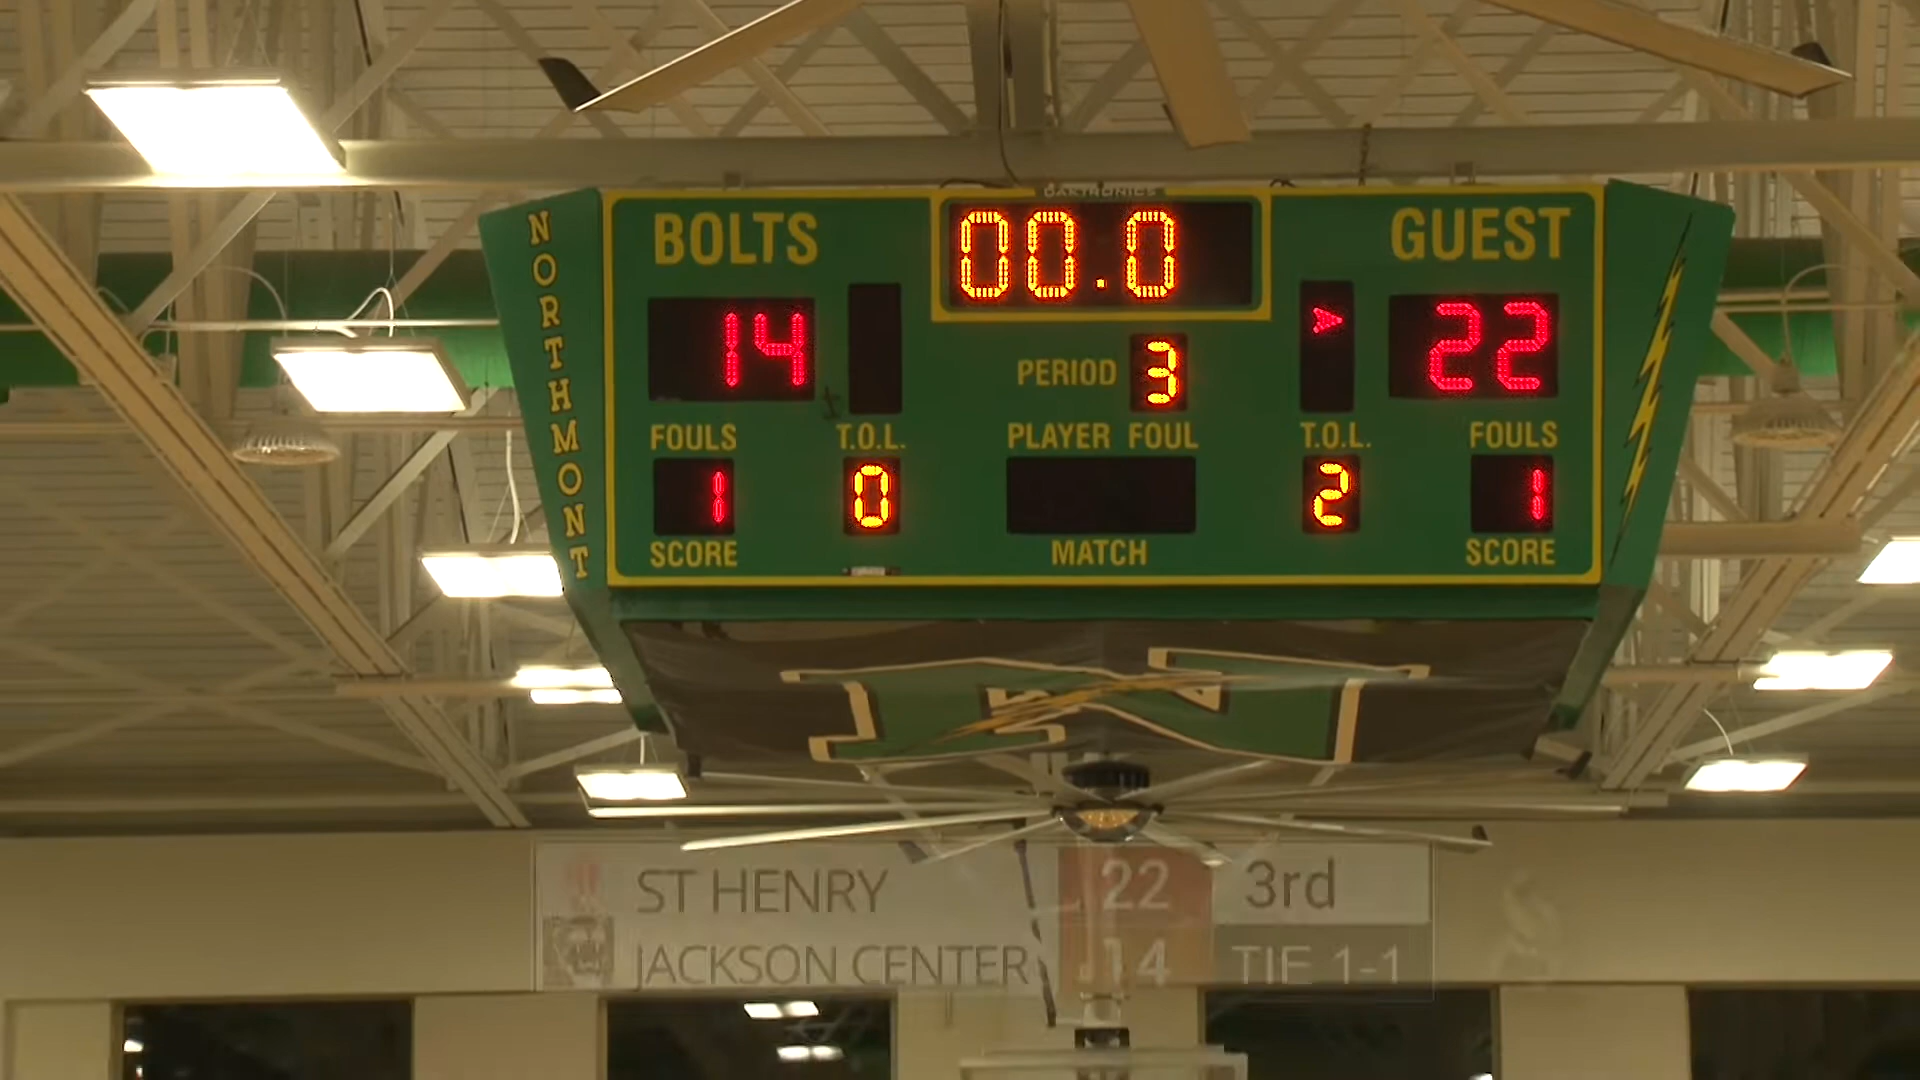 DAKTRONICS
NORTHMONT
BOLTS
00.0
GUEST
14
22
PERIOD 3
FOULS
T.O.L.
PLAYER FOUL
T.O.L.
FOULS
1
0
2
1
SCORE
MATCH
SCORE
N
ST HENRY 22 3rd
JACKSON CENTER 14 TIE 1-1